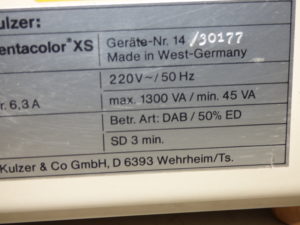 ulzer:
entacolor® XS
Geräte-Nr. 14/30177
Made in West-Germany
220V~/50 Hz
r. 6,3 A
max. 1300 VA / min. 45 VA
Betr. Art: DAB / 50% ED
SD 3 min.
Kulzer & Co GmbH, D 6393 Wehrheim/Ts.